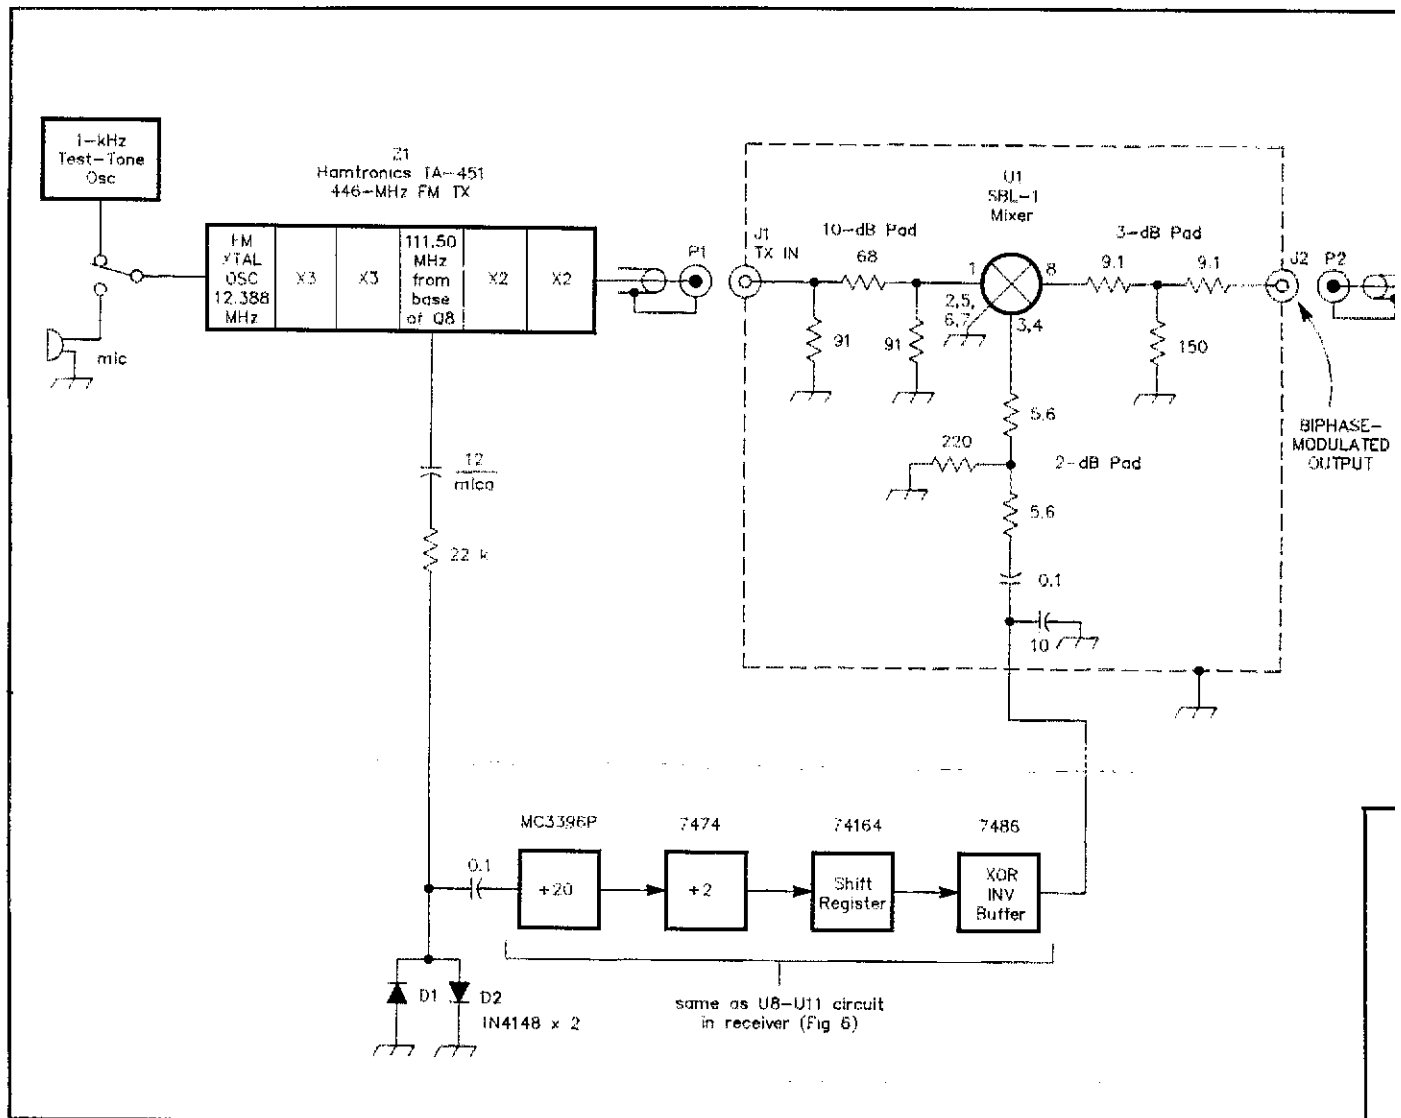 1-kHz
Test-Tone
Osc
Z1
Hamtronics TA-451
446-MHz FM TX
FM
XTAL
OSC
12.388
MHz
X3
X3
111.50
MHz
from
base
of Q8
X2
X2
P1
mic
12
mica
22 k
J1
TX IN
10-dB Pad
68
91
91
U1
SBL-1
Mixer
1
8
2,5,
6,7
3,4
3-dB Pad
9.1
9.1
150
J2
P2
BIPHASE-
MODULATED
OUTPUT
5.6
220
2-dB Pad
5.6
0.1
10
MC3396P
7474
74164
7486
0.1
÷20
÷2
Shift
Register
XOR
INV
Buffer
D1
D2
IN4148 x 2
same as U8-U11 circuit
in receiver (Fig 6)